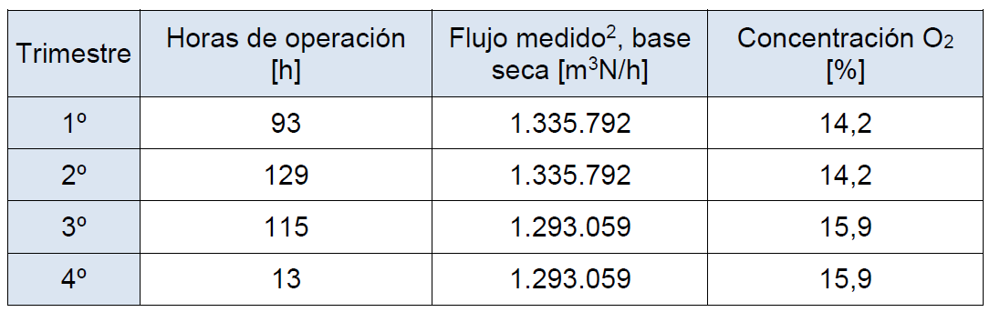 Trimestre Horas de operación [h] Flujo medido², base seca [m³N/h] Concentración O₂ [%]
1º 93 1.335.792 14,2
2º 129 1.335.792 14,2
3º 115 1.293.059 15,9
4º 13 1.293.059 15,9